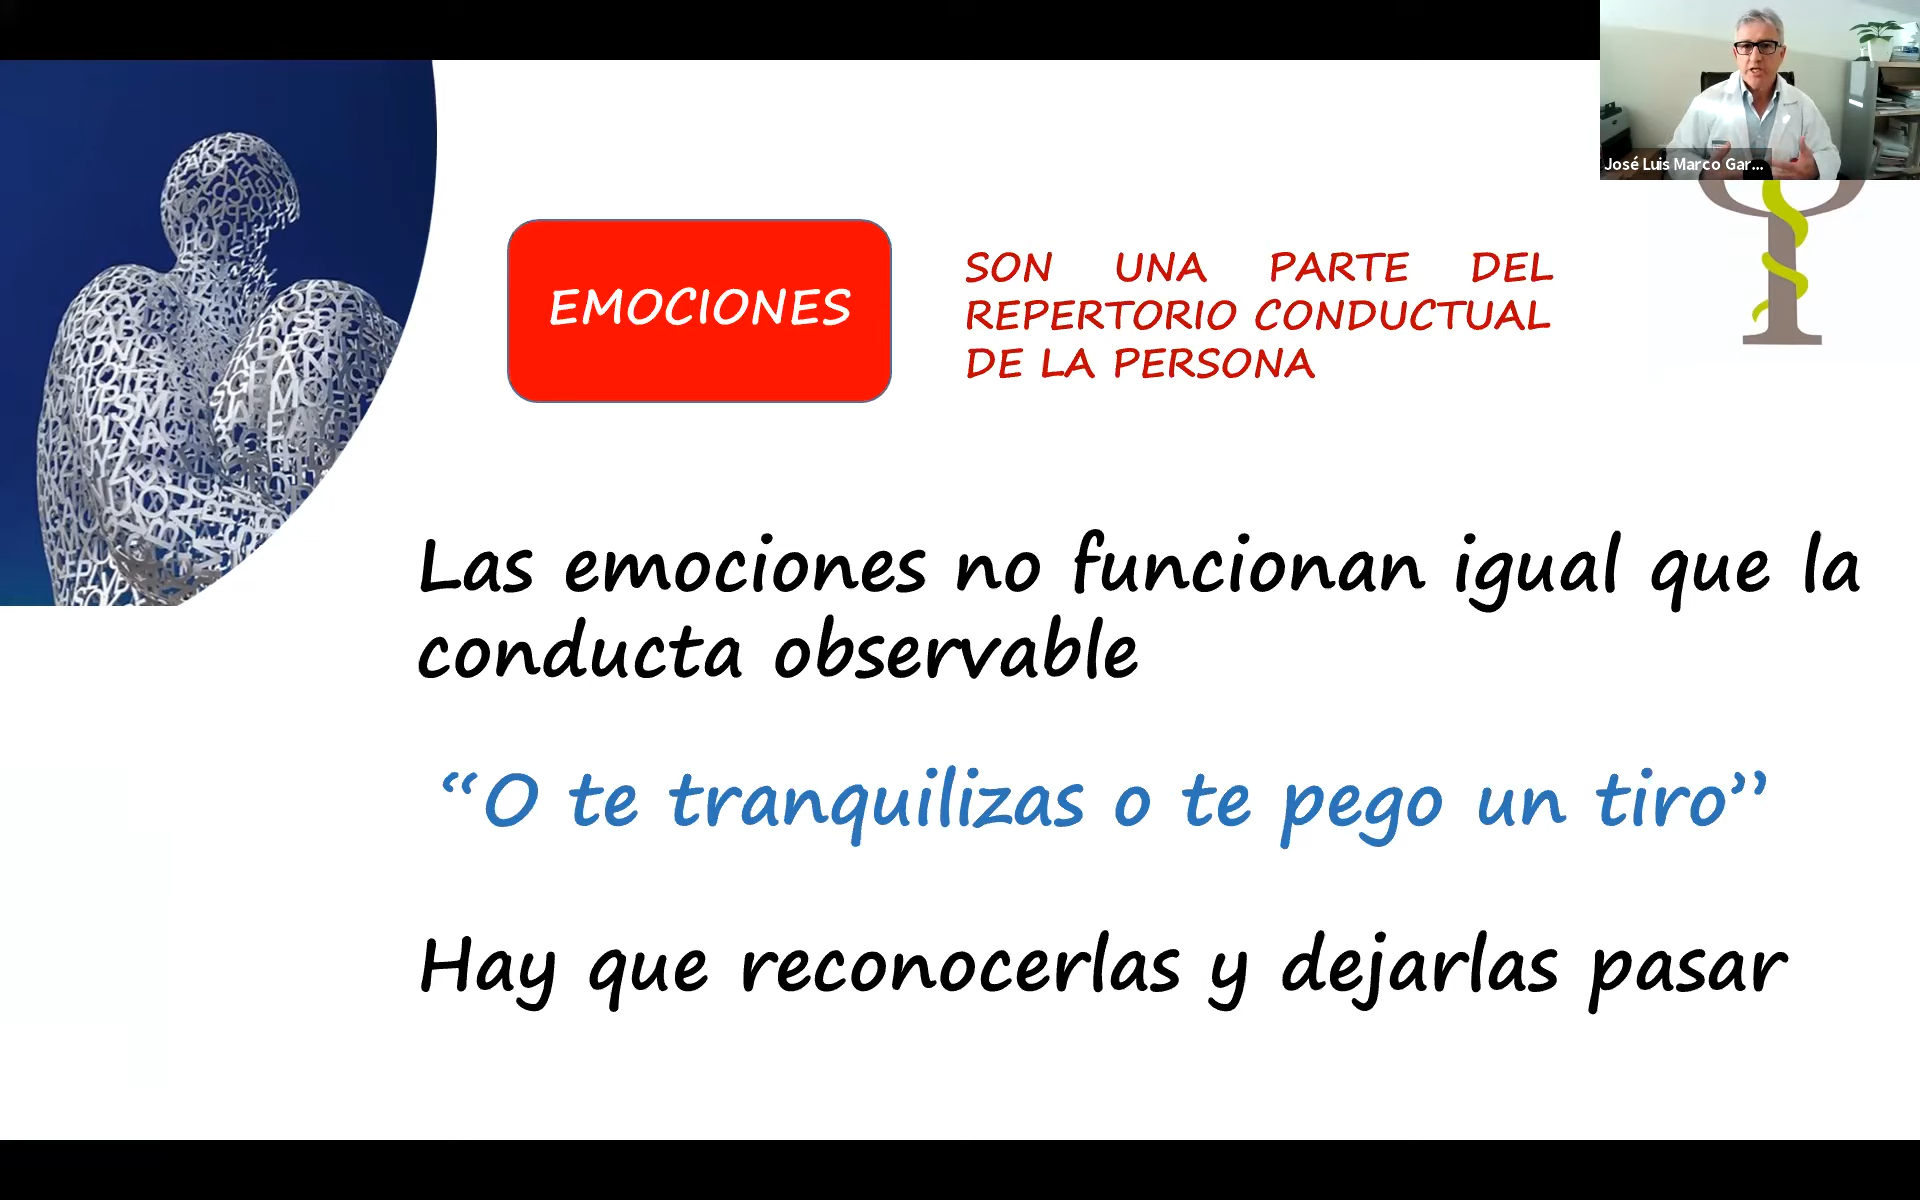 José Luis Marco Gar...
EMOCIONES
SON UNA PARTE DEL
REPERTORIO CONDUCTUAL
DE LA PERSONA
Las emociones no funcionan igual que la
conducta observable
“O te tranquilizas o te pego un tiro”
Hay que reconocerlas y dejarlas pasar